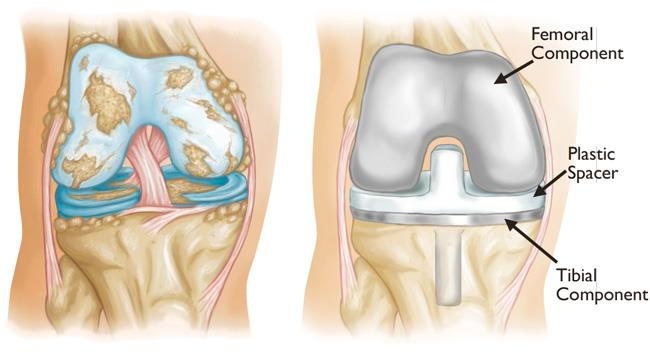 Femoral
Component
Plastic
Spacer
Tibial
Component